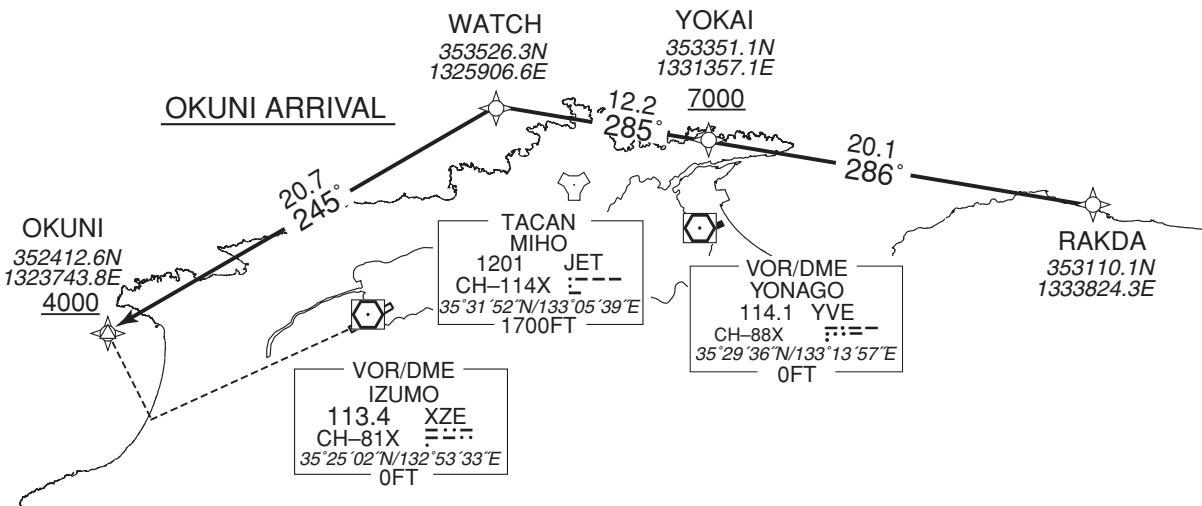 WATCH
353526.3N
1325906.6E
YOKAI
353351.1N
1331357.1E
7000
OKUNI ARRIVAL
12.2
285°
20.1
286°
20.7
245°
OKUNI
352412.6N
1323743.8E
4000
RAKDA
353110.1N
1333824.3E
TACAN
MIHO
1201 JET
CH–114X
35°31´52˝N/133°05´39˝E
1700FT
VOR/DME
YONAGO
114.1 YVE
CH–88X
35°29´36˝N/133°13´57˝E
0FT
VOR/DME
IZUMO
113.4 XZE
CH–81X
35°25´02˝N/132°53´33˝E
0FT